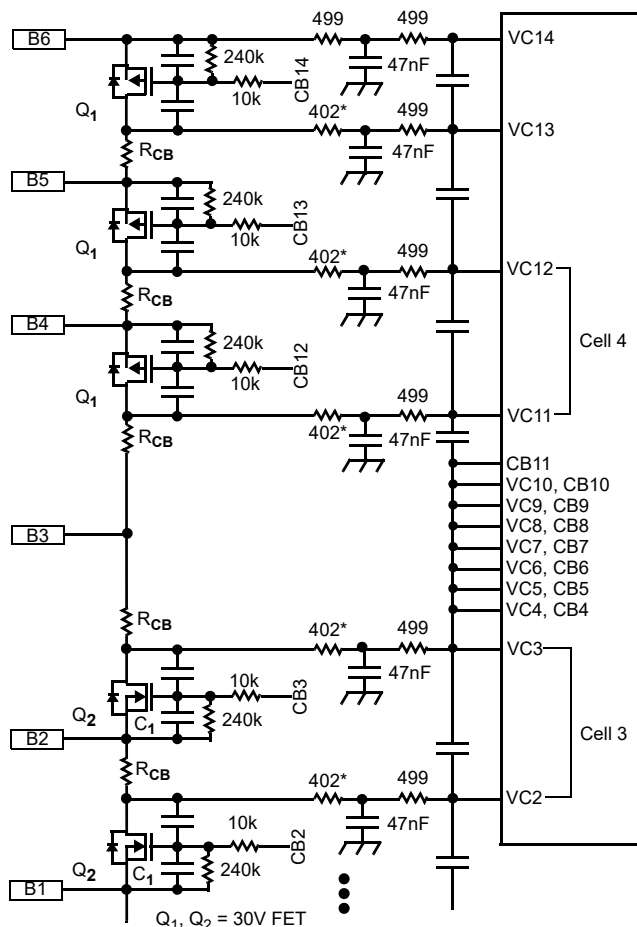 B6
499
499
VC14
240k
47nF
CB14
Q1
10k
402*
499
VC13
RCB
47nF
B5
240k
CB13
Q1
10k
402*
499
VC12
RCB
47nF
B4
240k
CB12
Cell 4
Q1
10k
402*
499
VC11
RCB
47nF
CB11
VC10, CB10
VC9, CB9
B3
VC8, CB8
VC7, CB7
VC6, CB6
VC5, CB5
VC4, CB4
RCB
402*
499
VC3
47nF
10k
CB3
Q2
C1
240k
B2
Cell 3
RCB
402*
499
VC2
47nF
10k
CB2
Q2
C1
240k
B1
Q1, Q2 = 30V FET